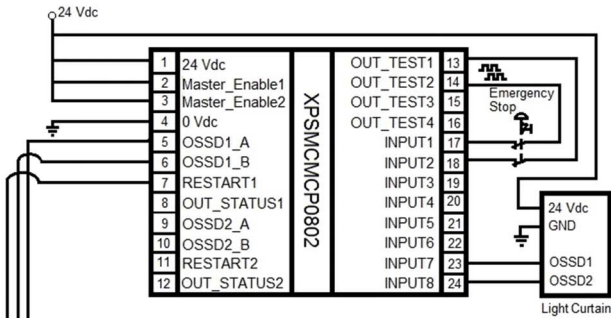 24 Vdc
1 24 Vdc
2 Master_Enable1
3 Master_Enable2
4 0 Vdc
5 OSSD1_A
6 OSSD1_B
7 RESTART1
8 OUT_STATUS1
9 OSSD2_A
10 OSSD2_B
11 RESTART2
12 OUT_STATUS2
XPSMCMCP0802
OUT_TEST1 13
OUT_TEST2 14
OUT_TEST3 15
OUT_TEST4 16
INPUT1 17
INPUT2 18
INPUT3 19
INPUT4 20
INPUT5 21
INPUT6 22
INPUT7 23
INPUT8 24
Emergency
Stop
24 Vdc
GND
OSSD1
OSSD2
Light Curtain